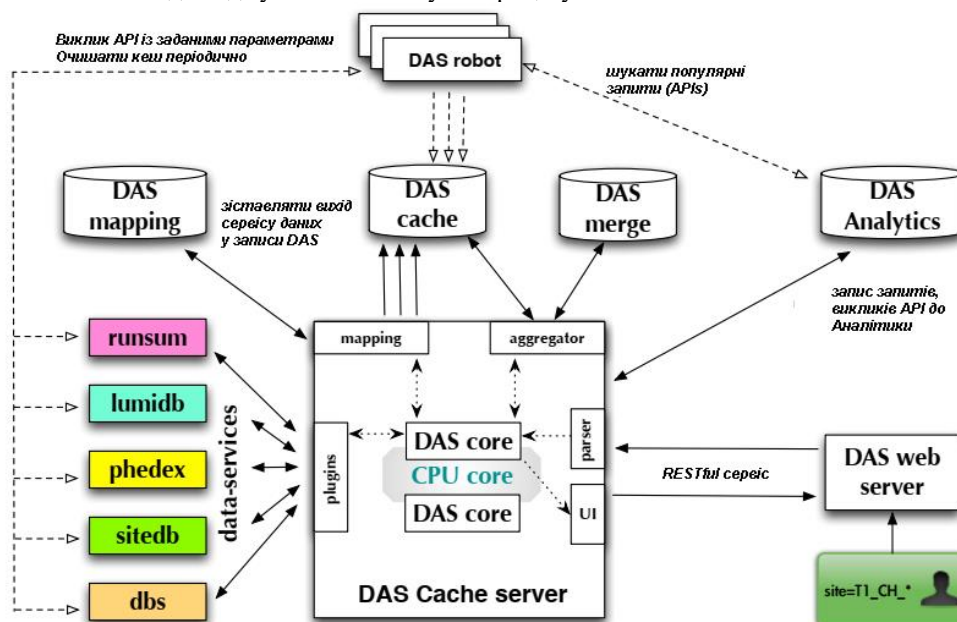 Виклик API із заданими параметрами
Очишати кеш періодично
DAS robot
шукати популярні
запити (APIs)
DAS
mapping
зіставляти вихід
сервісу даних
у записи DAS
DAS
cache
DAS
merge
DAS
Analytics
запис запитів,
викликів API до
Аналітики
mapping
aggregator
runsum
lumidb
phedex
sitedb
dbs
data-services
plugins
DAS core
CPU core
DAS core
parser
UI
DAS Cache server
RESTful сервіс
DAS web
server
site=T1_CH_*